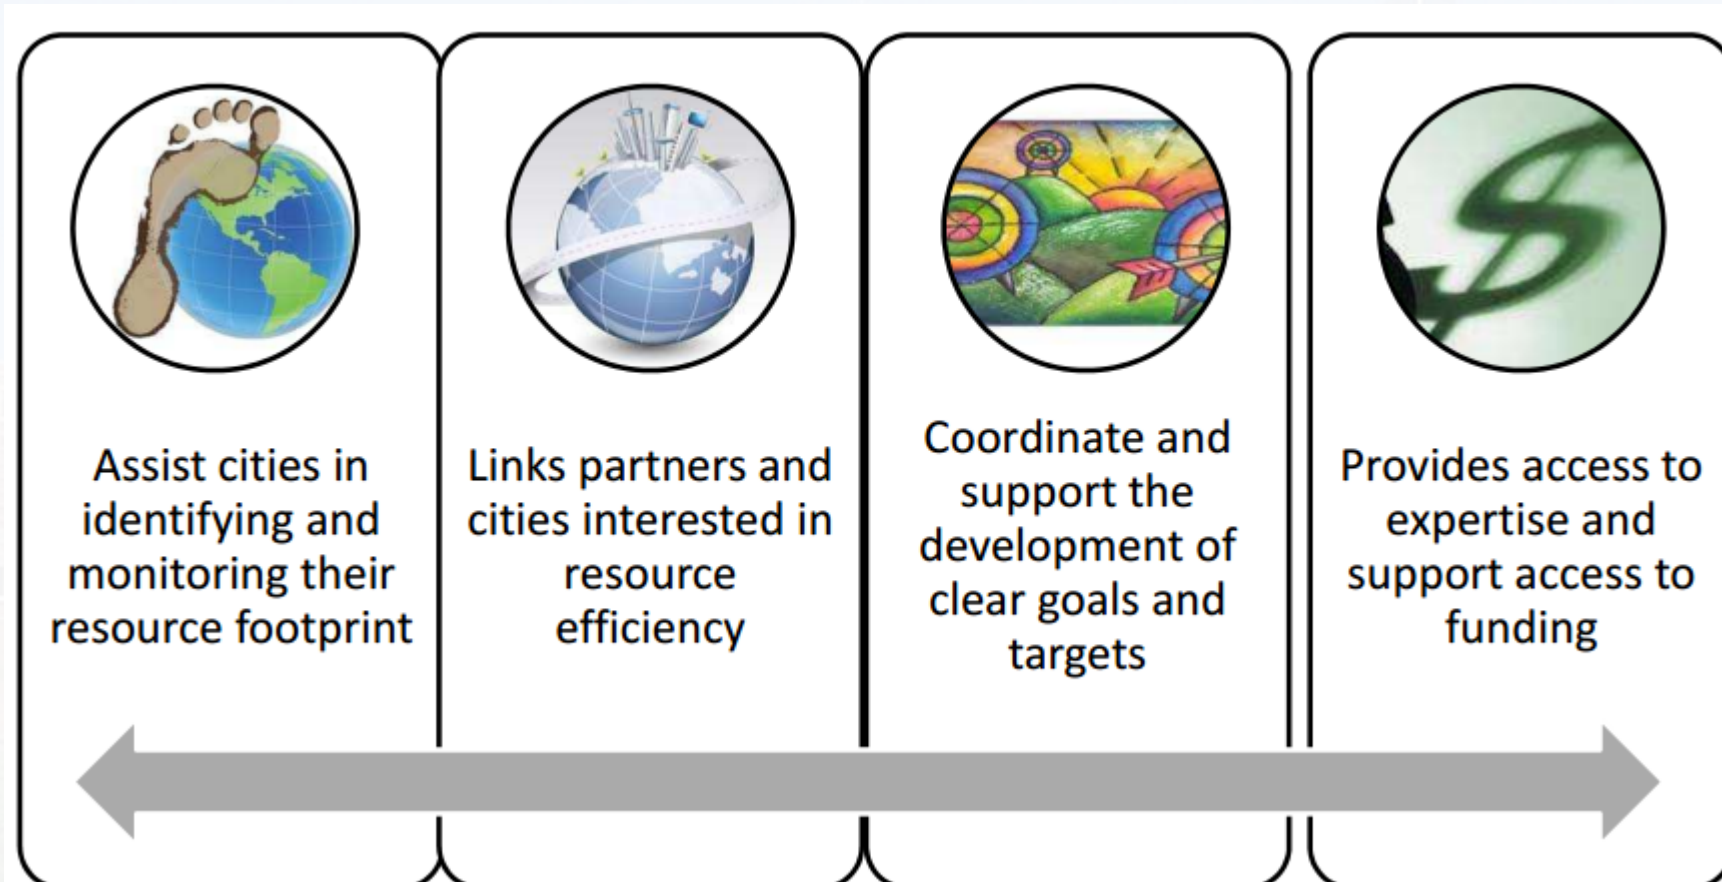 Assist cities in
identifying and
monitoring their
resource footprint
Links partners and
cities interested in
resource
efficiency
Coordinate and
support the
development of
clear goals and
targets
Provides access to
expertise and
support access to
funding